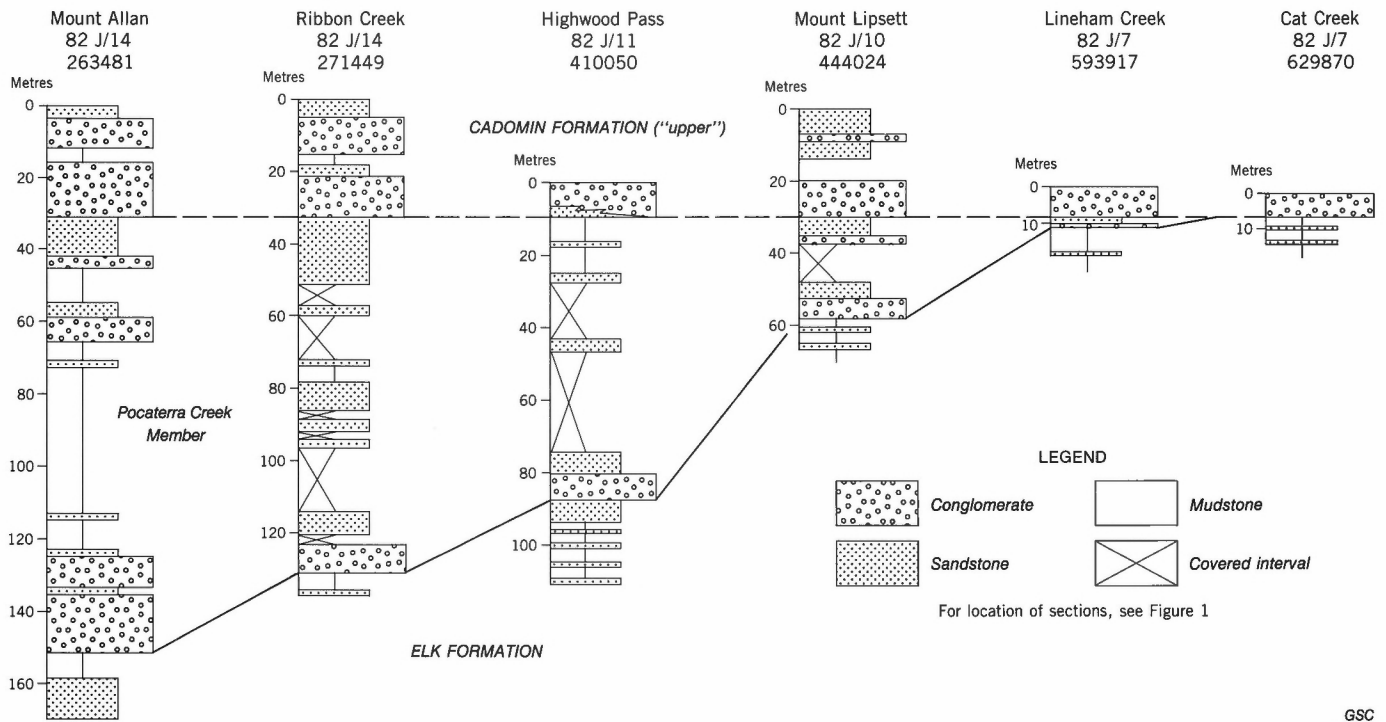 Mount Allan
82 J/14
263481
Ribbon Creek
82 J/14
271449
Highwood Pass
82 J/11
410050
Mount Lipsett
82 J/10
444024
Lineham Creek
82 J/7
593917
Cat Creek
82 J/7
629870
Metres
0
20
40
60
80
100
120
140
160
Metres
0
20
40
60
80
100
120
Metres
0
20
40
60
80
100
Metres
0
20
40
60
Metres
0
10
Metres
0
10
CADOMIN FORMATION ("upper")
Pocaterra Creek
Member
ELK FORMATION
LEGEND
Conglomerate
Mudstone
Sandstone
Covered interval
For location of sections, see Figure 1
GSC